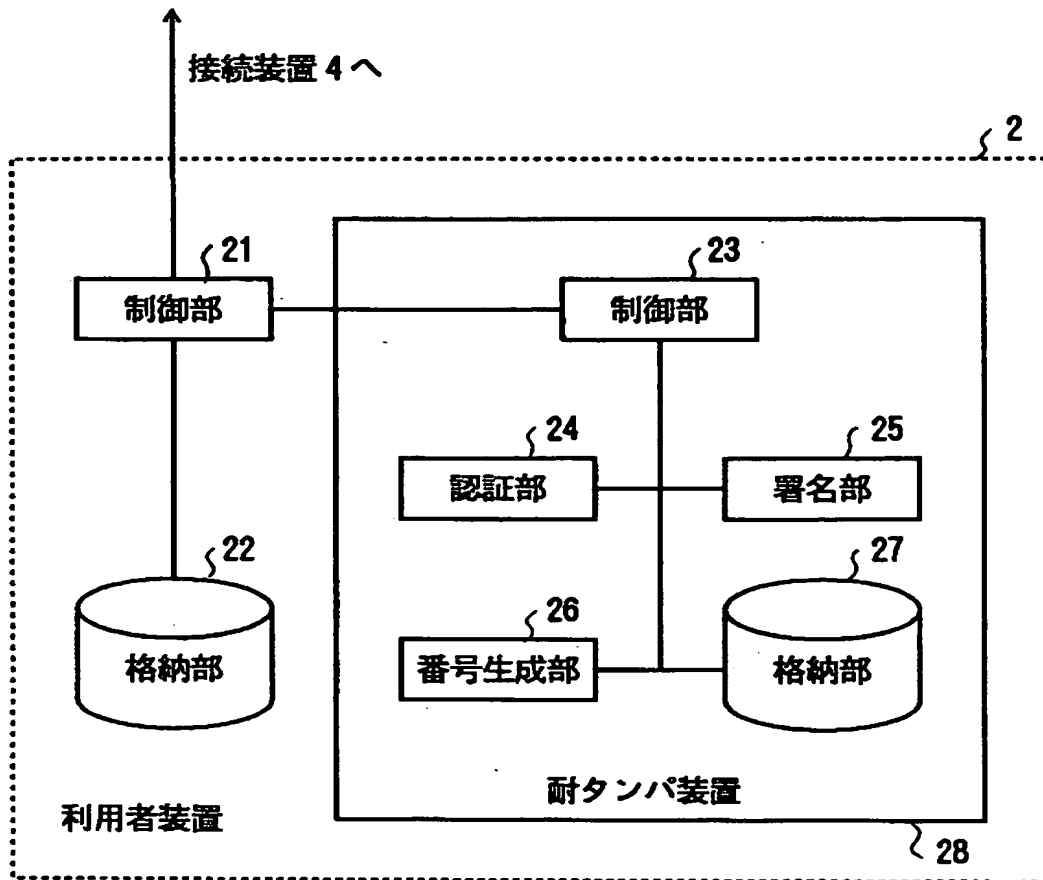 接続装置4へ
2
21
制御部
23
制御部
24
認証部
25
署名部
22
格納部
26
番号生成部
27
格納部
耐タンパ装置
利用者装置
28